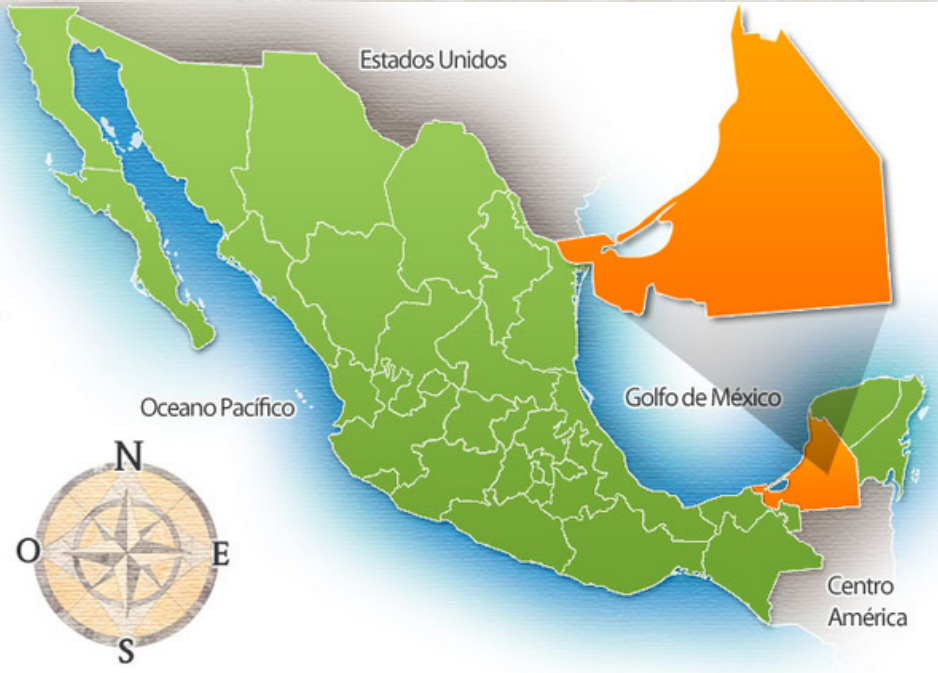 Estados Unidos
Golfo de México
Oceano Pacífico
N
O
E
S
Centro
América